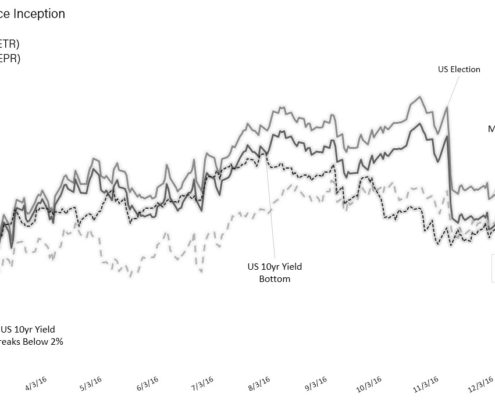 ce Inception
ETR)
EPR)
US Election
M
US 10yr Yield
Bottom
US 10yr Yield
reaks Below 2%
4/3/16 5/3/16 6/3/16 7/3/16 8/3/16 9/3/16 10/3/16 11/3/16 12/3/16